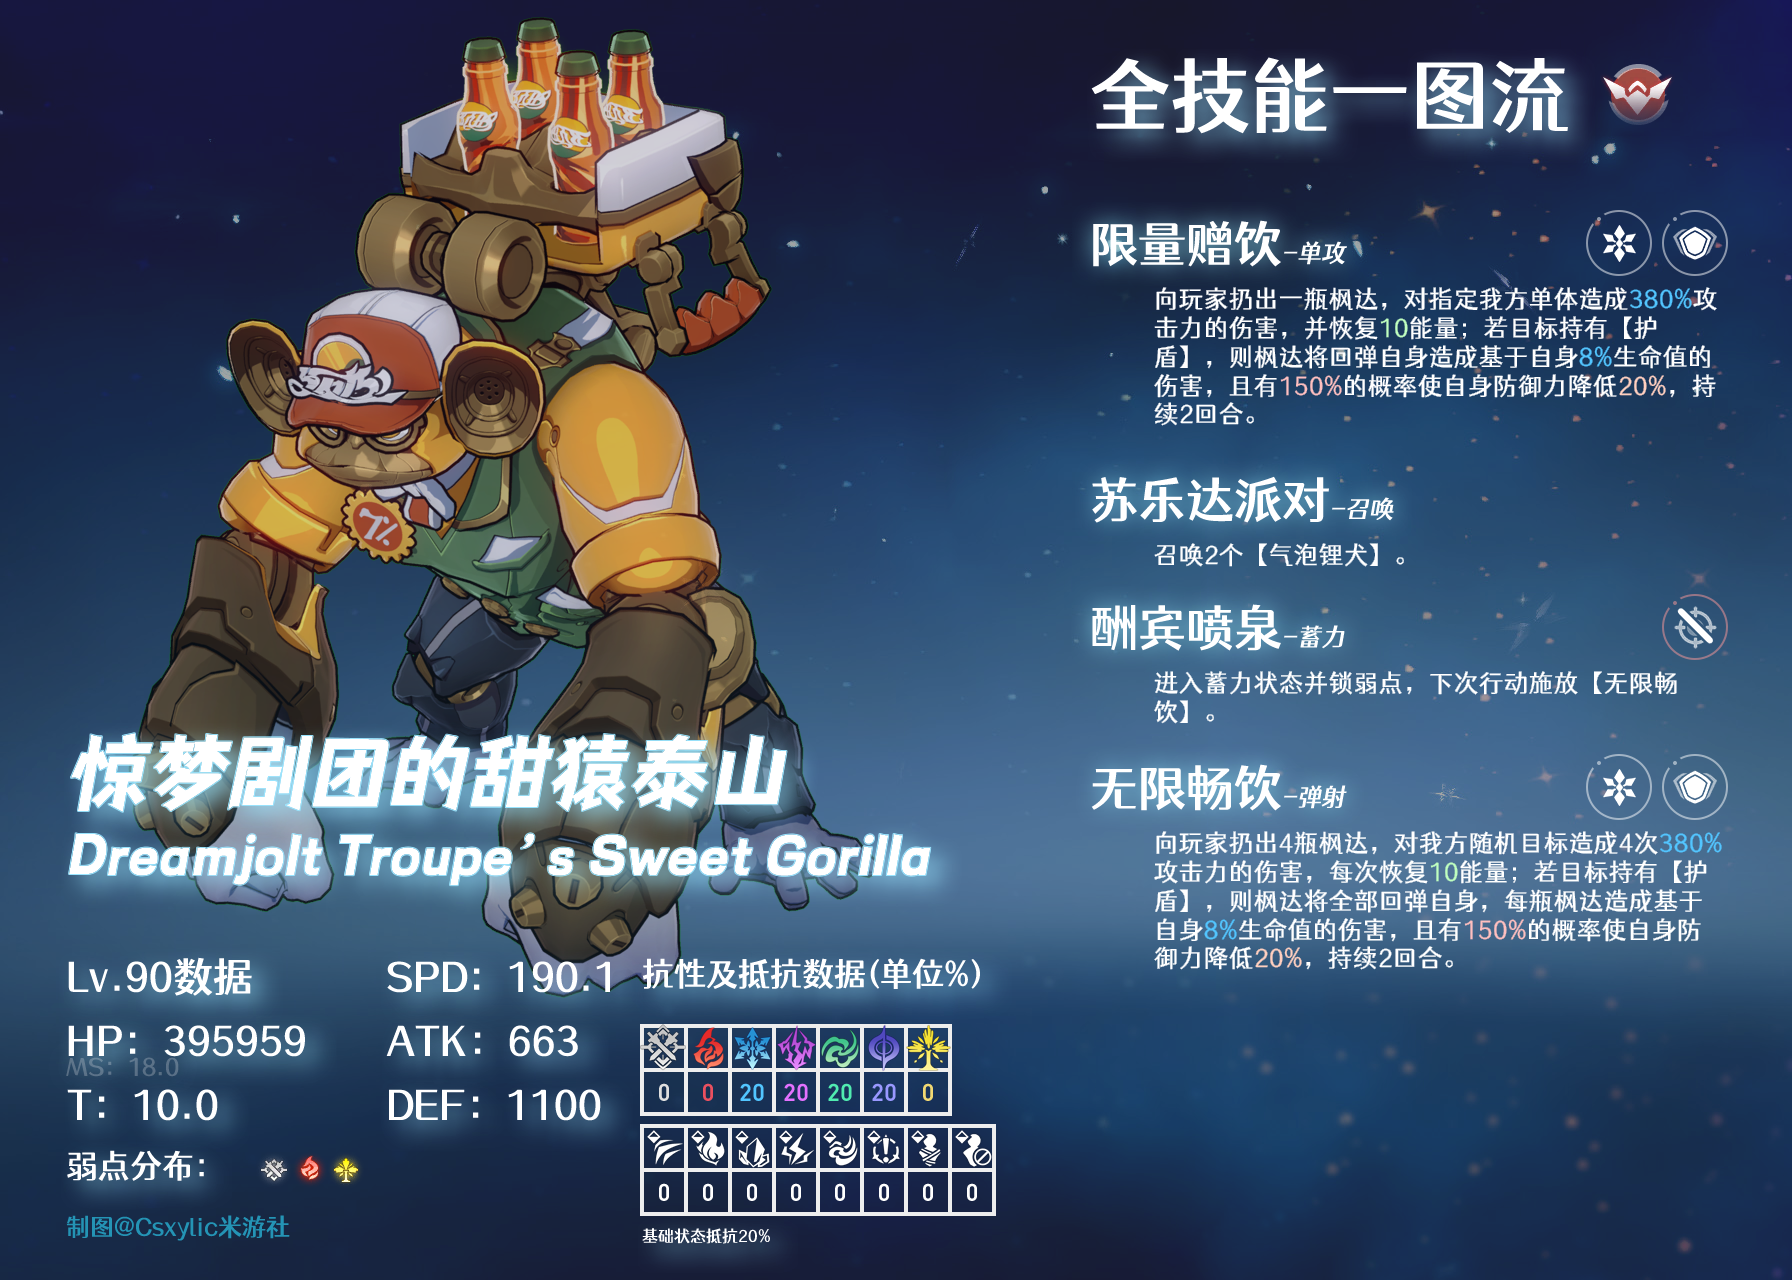 全技能一图流
限量赠饮-单攻
向玩家扔出一瓶枫达，对指定我方单体造成380%攻
击力的伤害，并恢复10能量；若目标持有【护
盾】，则枫达将回弹自身造成基于自身8%生命值的
伤害，且有150%的概率使自身防御力降低20%，持
续2回合。
苏乐达派对-召唤
召唤2个【气泡锂犬】。
酬宾喷泉-蓄力
进入蓄力状态并锁弱点，下次行动施放【无限畅
饮】。
无限畅饮-弹射
向玩家扔出4瓶枫达，对我方随机目标造成4次380%
攻击力的伤害，每次恢复10能量；若目标持有【护
盾】，则枫达将全部回弹自身，每瓶枫达造成基于
自身8%生命值的伤害，且有150%的概率使自身防
御力降低20%，持续2回合。
7%
惊梦剧团的甜猿泰山
Dreamjolt Troupe’s Sweet Gorilla
Lv.90数据 SPD：190.1
HP：395959 ATK：663
MS：18.0
T：10.0 DEF：1100
弱点分布：
制图@Csxylic米游社
抗性及抵抗数据(单位%)
0 0 20 20 20 20 0
0 0 0 0 0 0 0 0
基础状态抵抗20%